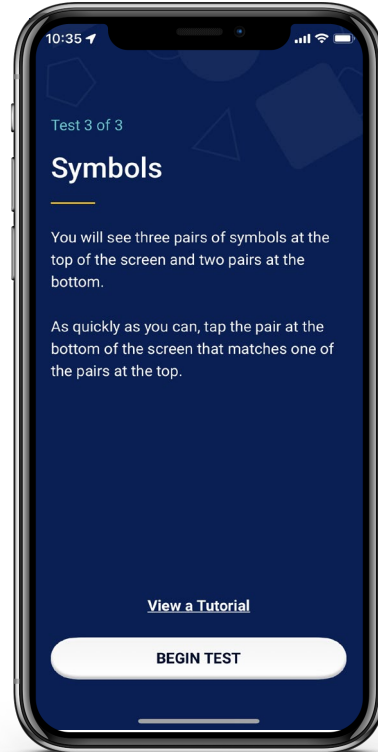 10:35
Test 3 of 3
Symbols
You will see three pairs of symbols at the
top of the screen and two pairs at the
bottom.
As quickly as you can, tap the pair at the
bottom of the screen that matches one of
the pairs at the top.
View a Tutorial
BEGIN TEST